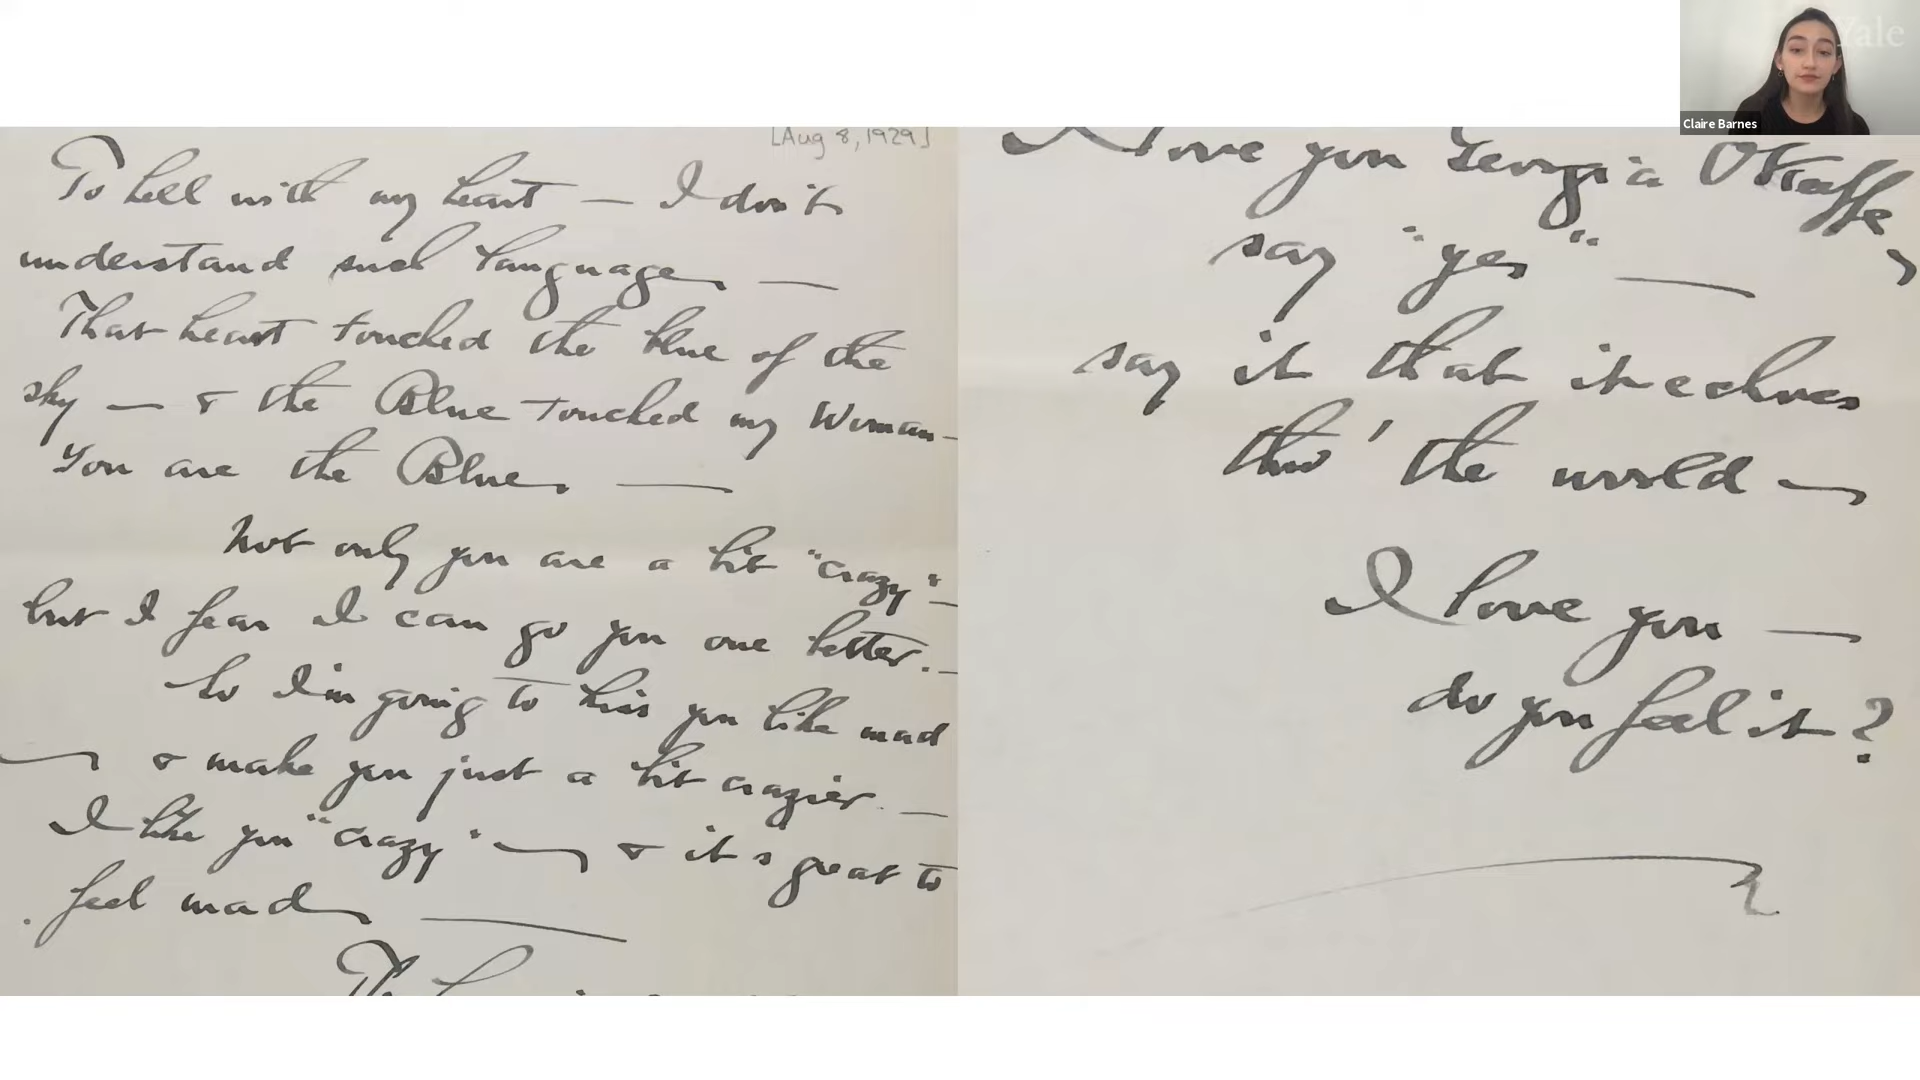 Yale
Claire Barnes
[Aug 8, 1929]
To hell with my heart — I don't
understand such language —
That heart touched the blue of the
sky — & the Blue touched my Woman —
You are the Blue. —
Not only you are a bit "crazy" —
but I fear I can go you one better. —
So I'm going to kiss you like mad
— & make you just a bit crazier. —
I like you "crazy" — & it's great to
feel mad —
I love you Georgia OKeeffe,
say "yes" —
say it that it echoes
thro' the world —
I love you —
do you feel it?